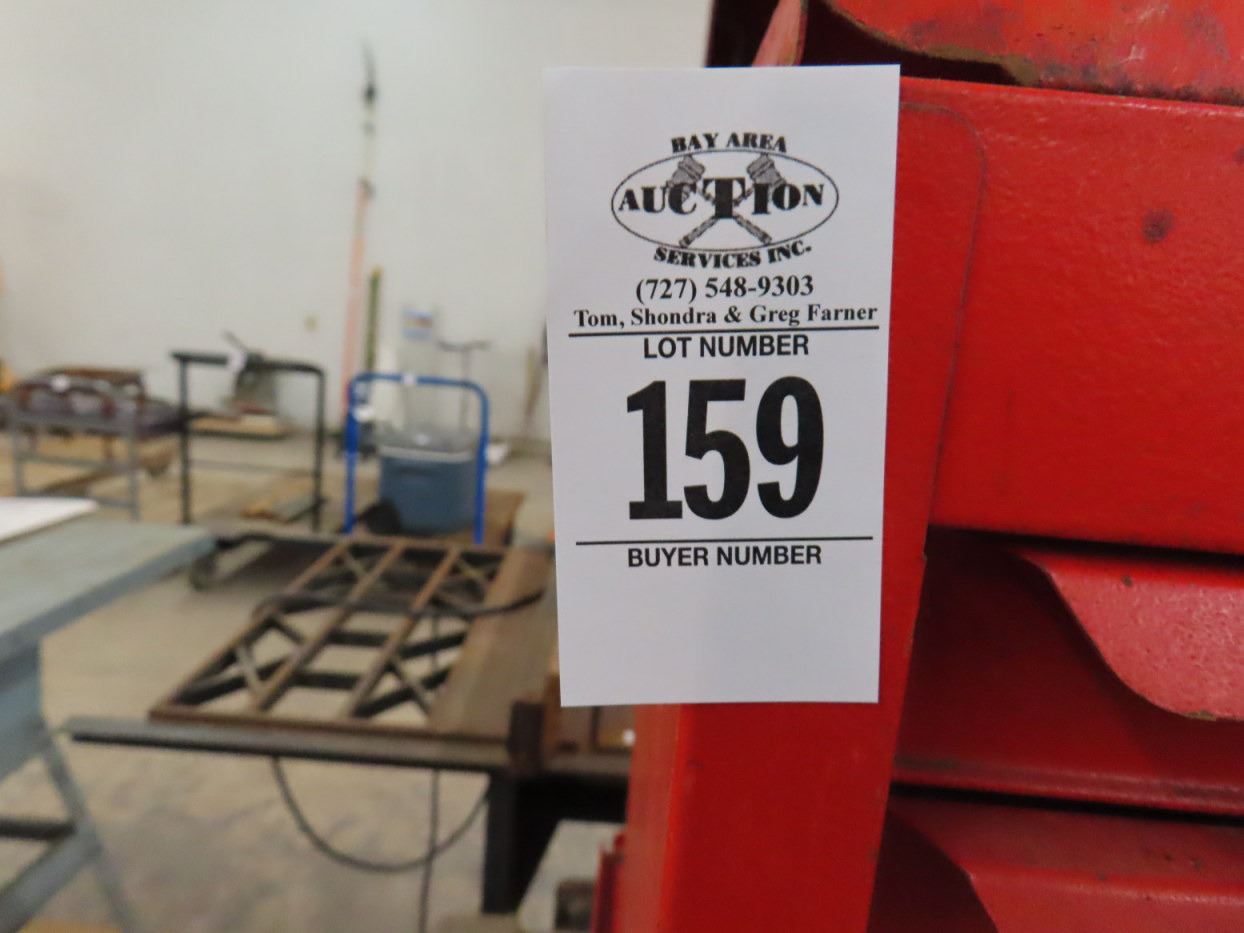 BAY AREA
AUCTION
SERVICES INC.
(727) 548-9303
Tom, Shondra & Greg Farner
LOT NUMBER
159
BUYER NUMBER